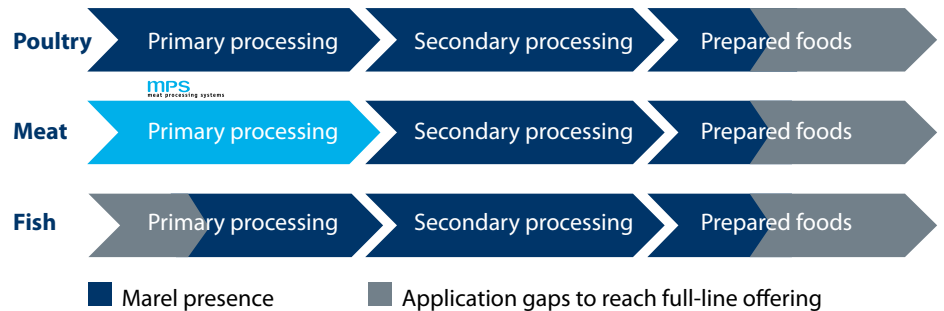 Poultry Primary processing Secondary processing Prepared foods
mps
meat processing systems
Meat Primary processing Secondary processing Prepared foods
Fish Primary processing Secondary processing Prepared foods
Marel presence Application gaps to reach full-line offering